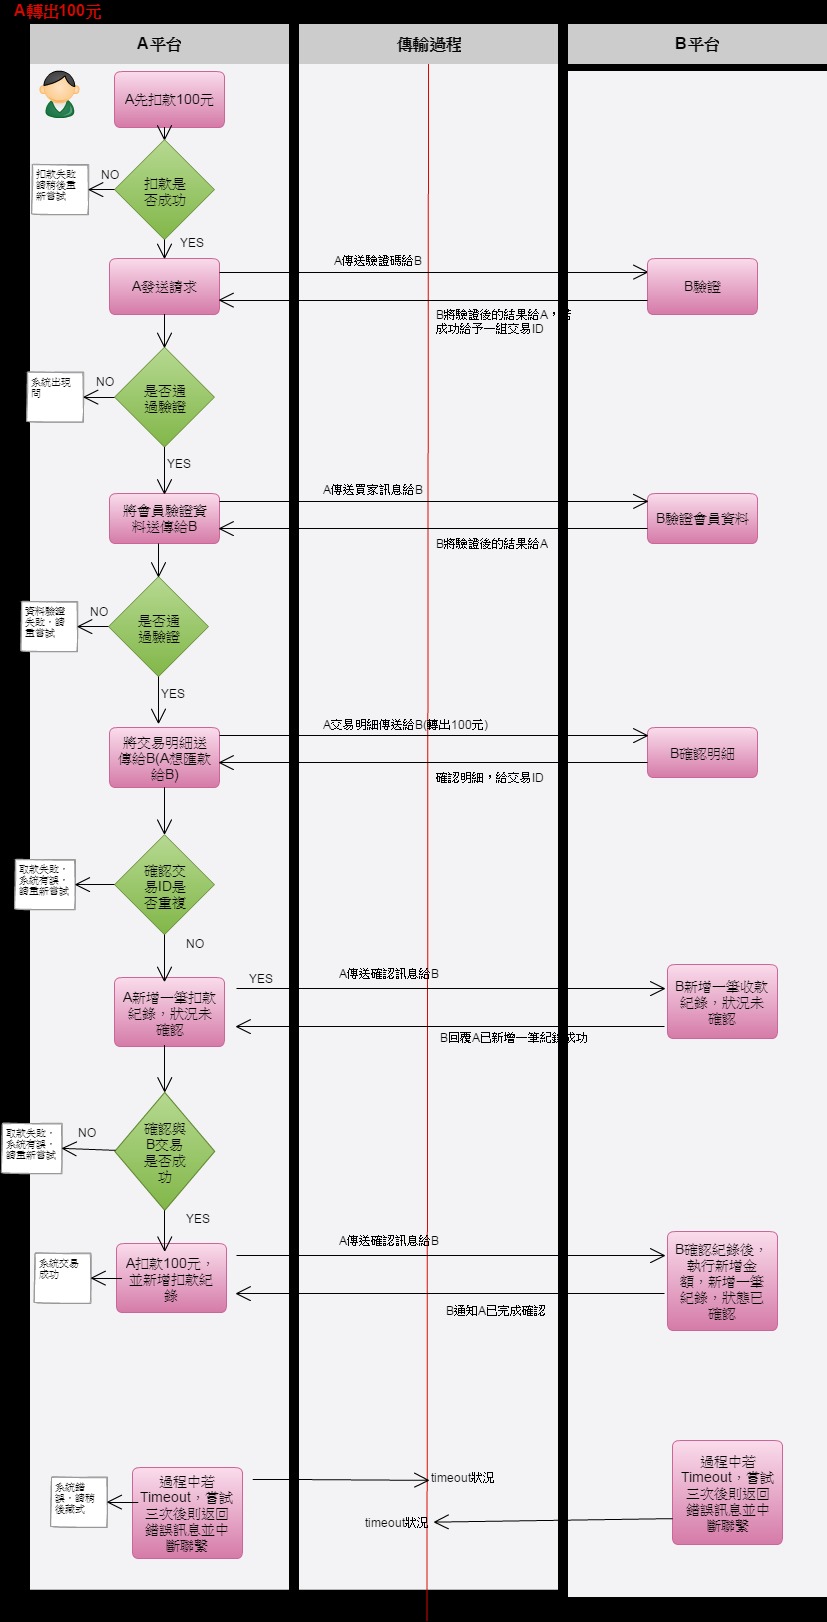 A轉出100元
A平台
傳輸過程
B平台
A先扣款100元
扣款是
否成功
NO
扣款失敗
請稍後重
新嘗試
YES
A發送請求
A傳送驗證碼給B
B驗證
B將驗證後的結果給A，若
成功給予一組交易ID
是否通
過驗證
NO
系統出現
問
YES
將會員驗證資
料送傳給B
A傳送買家訊息給B
B驗證會員資料
B將驗證後的結果給A
是否通
過驗證
NO
資料驗證
失敗，請
重嘗試
YES
將交易明細送
傳給B(A想匯款
給B)
A交易明細傳送給B(轉出100元)
B確認明細
確認明細，給交易ID
確認交
易ID是
否重複
取款失敗，
系統有誤，
請重新嘗試
NO
A新增一筆扣款
紀錄，狀況未
確認
YES
A傳送確認訊息給B
B新增一筆收款
紀錄，狀況未
確認
B回覆A已新增一筆紀錄成功
確認與
B交易
是否成
功
NO
取款失敗，
系統有誤，
請重新嘗試
YES
A扣款100元，
並新增扣款紀
錄
系統交易
成功
A傳送確認訊息給B
B確認紀錄後，
執行新增金
額，新增一筆
紀錄，狀態已
確認
B通知A已完成確認
過程中若
Timeout，嘗試
三次後則返回
錯誤訊息並中
斷聯繫
系統錯
誤，請稍
後藏式
timeout狀況
timeout狀況
過程中若
Timeout，嘗試
三次後則返回
錯誤訊息並中
斷聯繫